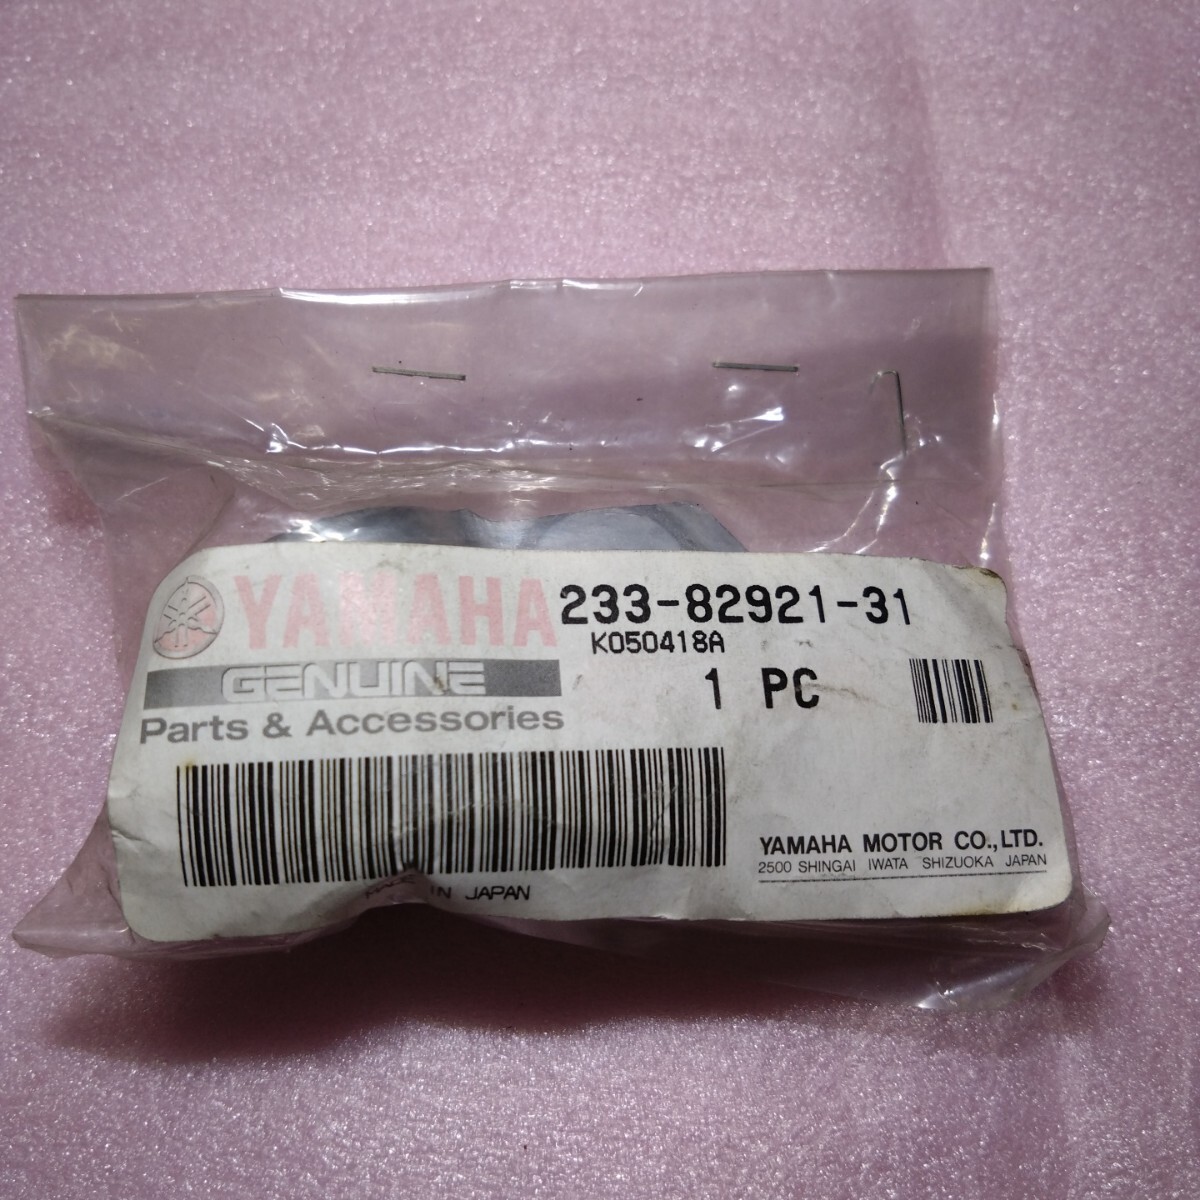 YAMAHA
GENUINE
Parts & Accessories
233-82921-31
K050418A
1 PC
MADE IN JAPAN
YAMAHA MOTOR CO.,LTD.
2500 SHINGAI IWATA SHIZUOKA JAPAN